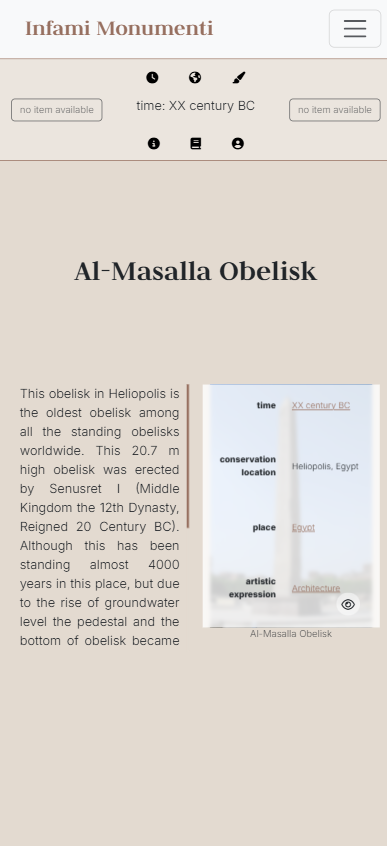 Infami Monumenti
no item available
time: XX century BC
no item available
Al-Masalla Obelisk
This obelisk in Heliopolis is
the oldest obelisk among
all the standing obelisks
worldwide. This 20.7 m
high obelisk was erected
by Senusret I (Middle
Kingdom the 12th Dynasty,
Reigned 20 Century BC).
Although this has been
standing almost 4000
years in this place, but due
to the rise of groundwater
level the pedestal and the
bottom of obelisk became
time XX century BC
conservation
location Heliopolis, Egypt
place Egypt
artistic
expression Architecture
Al-Masalla Obelisk